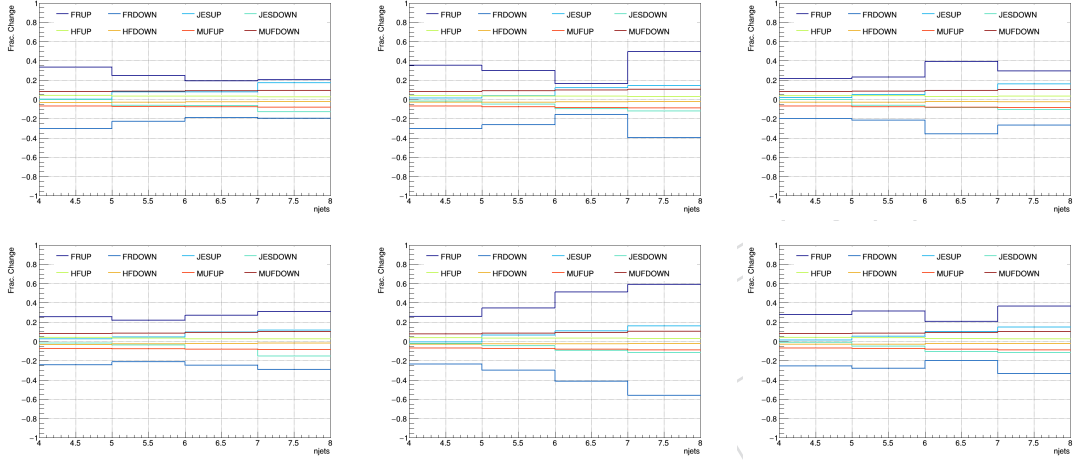 Frac. Change
1
FRUP FRDOWN JESUP JESDOWN
0.8
HFUP HFDOWN MUFUP MUFDOWN
0.6
0.4
0.2
0
−0.2
−0.4
−0.6
−0.8
−1
4 4.5 5 5.5 6 6.5 7 7.5 8
njets
Frac. Change
1
FRUP FRDOWN JESUP JESDOWN
0.8
HFUP HFDOWN MUFUP MUFDOWN
0.6
0.4
0.2
0
−0.2
−0.4
−0.6
−0.8
−1
4 4.5 5 5.5 6 6.5 7 7.5 8
njets
Frac. Change
1
FRUP FRDOWN JESUP JESDOWN
0.8
HFUP HFDOWN MUFUP MUFDOWN
0.6
0.4
0.2
0
−0.2
−0.4
−0.6
−0.8
−1
4 4.5 5 5.5 6 6.5 7 7.5 8
njets
Frac. Change
1
FRUP FRDOWN JESUP JESDOWN
0.8
HFUP HFDOWN MUFUP MUFDOWN
0.6
0.4
0.2
0
−0.2
−0.4
−0.6
−0.8
−1
4 4.5 5 5.5 6 6.5 7 7.5 8
njets
Frac. Change
1
FRUP FRDOWN JESUP JESDOWN
0.8
HFUP HFDOWN MUFUP MUFDOWN
0.6
0.4
0.2
0
−0.2
−0.4
−0.6
−0.8
−1
4 4.5 5 5.5 6 6.5 7 7.5 8
njets
Frac. Change
1
FRUP FRDOWN JESUP JESDOWN
0.8
HFUP HFDOWN MUFUP MUFDOWN
0.6
0.4
0.2
0
−0.2
−0.4
−0.6
−0.8
−1
4 4.5 5 5.5 6 6.5 7 7.5 8
njets